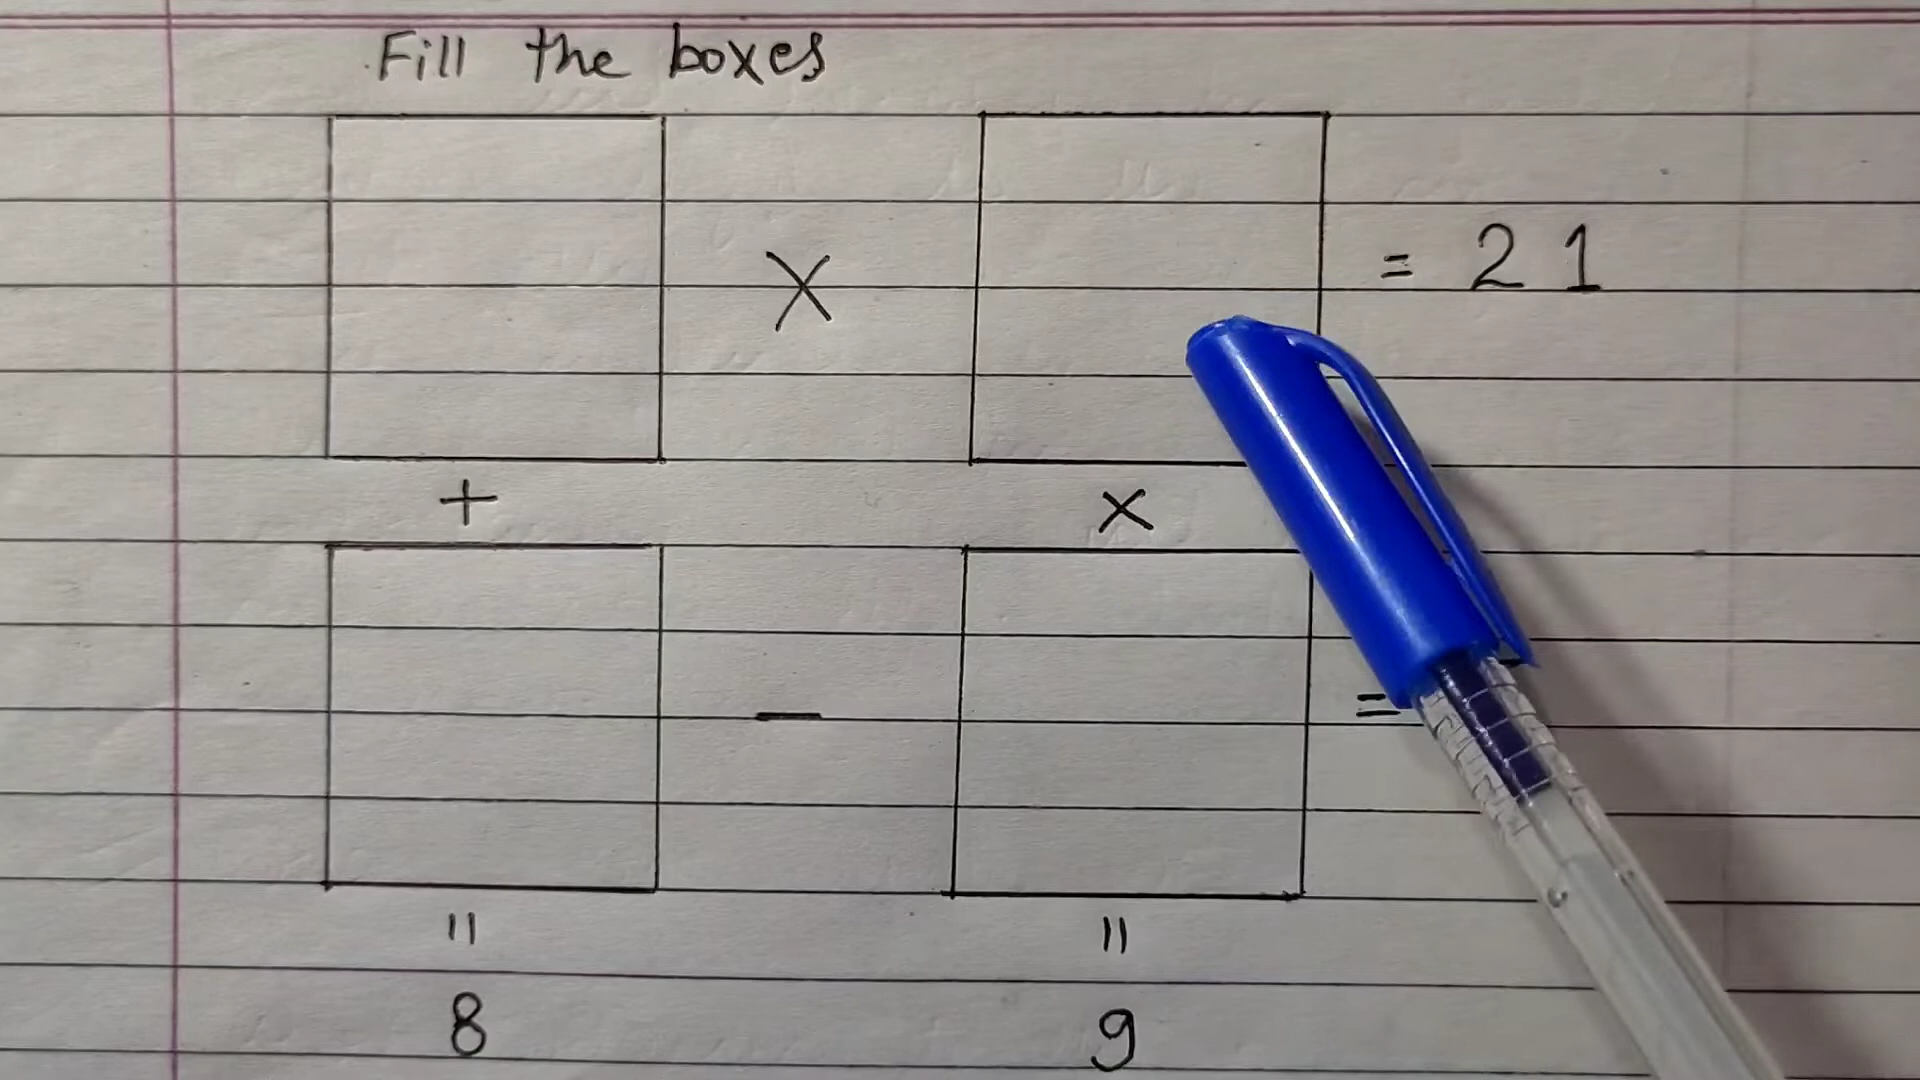 Fill the boxes
X = 21
+ ×
− =
= =
8 9